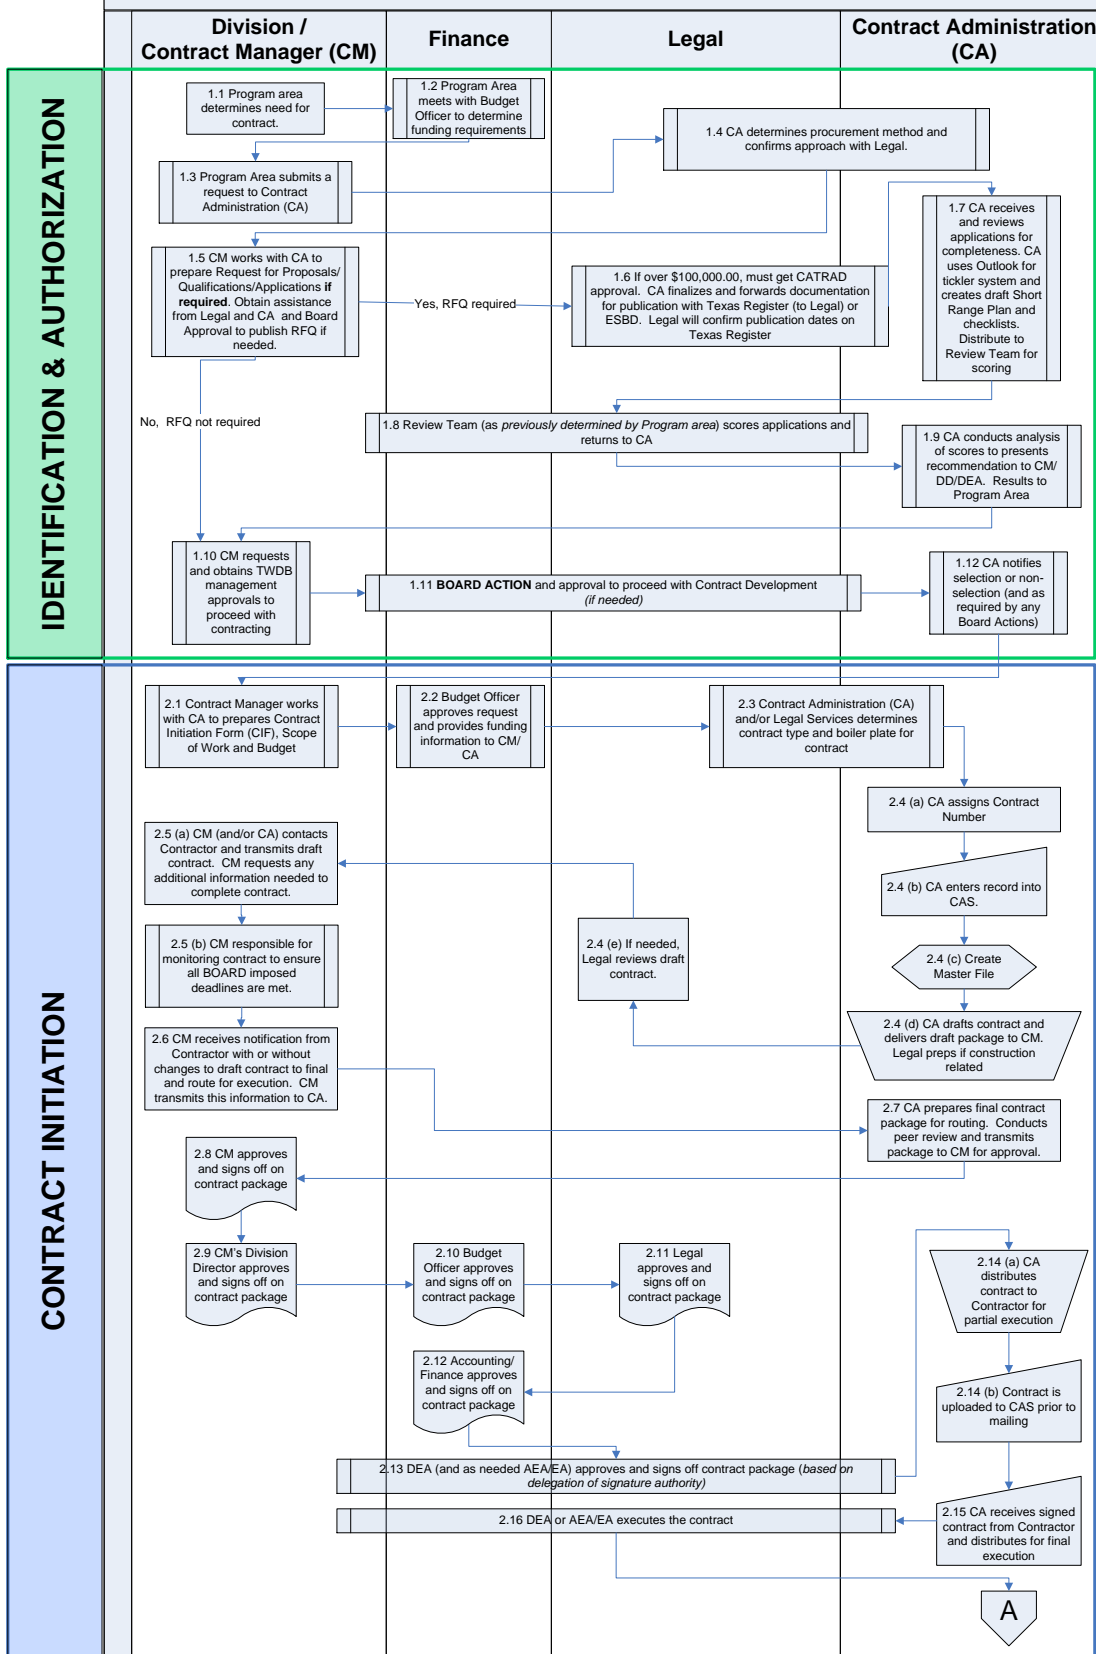 Division /
Contract Manager (CM)
Finance
Legal
Contract Administration
(CA)
IDENTIFICATION & AUTHORIZATION
1.1 Program area
determines need for
contract.
1.2 Program Area
meets with Budget
Officer to determine
funding requirements
1.3 Program Area submits a
request to Contract
Administration (CA)
1.4 CA determines procurement method and
confirms approach with Legal.
1.5 CM works with CA to
prepare Request for Proposals/
Qualifications/Applications if
required. Obtain assistance
from Legal and CA and Board
Approval to publish RFQ if
needed.
Yes, RFQ required
1.6 If over $100,000.00, must get CATRAD
approval. CA finalizes and forwards documentation
for publication with Texas Register (to Legal) or
ESBD. Legal will confirm publication dates on
Texas Register
1.7 CA receives
and reviews
applications for
completeness. CA
uses Outlook for
tickler system and
creates draft Short
Range Plan and
checklists.
Distribute to
Review Team for
scoring
No, RFQ not required
1.8 Review Team (as previously determined by Program area) scores applications and
returns to CA
1.9 CA conducts analysis
of scores to presents
recommendation to CM/
DD/DEA. Results to
Program Area
1.10 CM requests
and obtains TWDB
management
approvals to
proceed with
contracting
1.11 BOARD ACTION and approval to proceed with Contract Development
(if needed)
1.12 CA notifies
selection or non-
selection (and as
required by any
Board Actions)
CONTRACT INITIATION
2.1 Contract Manager works
with CA to prepares Contract
Initiation Form (CIF), Scope
of Work and Budget
2.2 Budget Officer
approves request
and provides funding
information to CM/
CA
2.3 Contract Administration (CA)
and/or Legal Services determines
contract type and boiler plate for
contract
2.4 (a) CA assigns Contract
Number
2.4 (b) CA enters record into
CAS.
2.4 (c) Create
Master File
2.4 (d) CA drafts contract and
delivers draft package to CM.
Legal preps if construction
related
2.4 (e) If needed,
Legal reviews draft
contract.
2.5 (a) CM (and/or CA) contacts
Contractor and transmits draft
contract. CM requests any
additional information needed to
complete contract.
2.5 (b) CM responsible for
monitoring contract to ensure
all BOARD imposed
deadlines are met.
2.6 CM receives notification from
Contractor with or without
changes to draft contract to final
and route for execution. CM
transmits this information to CA.
2.7 CA prepares final contract
package for routing. Conducts
peer review and transmits
package to CM for approval.
2.8 CM approves
and signs off on
contract package
2.9 CM's Division
Director approves
and signs off on
contract package
2.10 Budget
Officer approves
and signs off on
contract package
2.11 Legal
approves and
signs off on
contract package
2.12 Accounting/
Finance approves
and signs off on
contract package
2.13 DEA (and as needed AEA/EA) approves and signs off contract package (based on
delegation of signature authority)
2.14 (a) CA
distributes
contract to
Contractor for
partial execution
2.14 (b) Contract is
uploaded to CAS prior to
mailing
2.15 CA receives signed
contract from Contractor
and distributes for final
execution
2.16 DEA or AEA/EA executes the contract
A